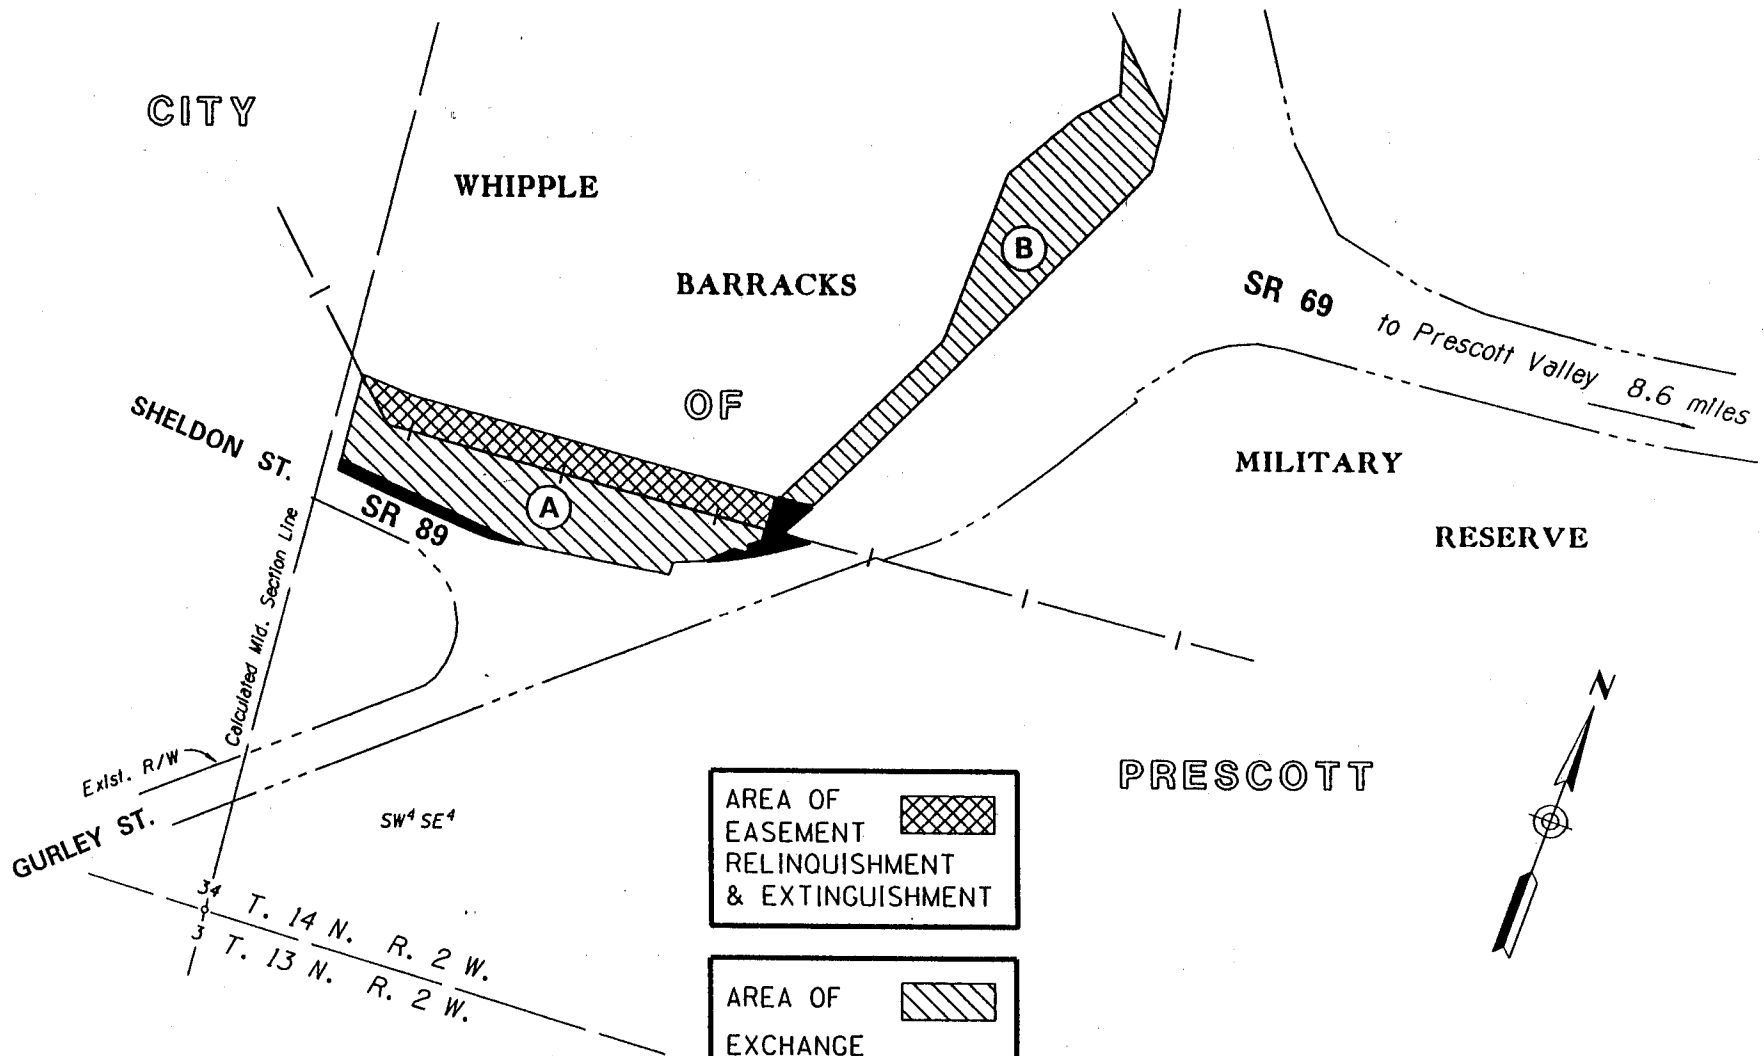 CITY
WHIPPLE
BARRACKS
B
SR 69
to Prescott Valley 8.6 miles
OF
SHELDON ST.
SR 89
A
MILITARY
RESERVE
Calculated Mid. Section Line
N
Exist. R/W
GURLEY ST.
SW⁴ SE⁴
PRESCOTT
34
T. 14 N. R. 2 W.
3
T. 13 N. R. 2 W.
AREA OF
EASEMENT
RELINQUISHMENT
& EXTINGUISHMENT
AREA OF
EXCHANGE